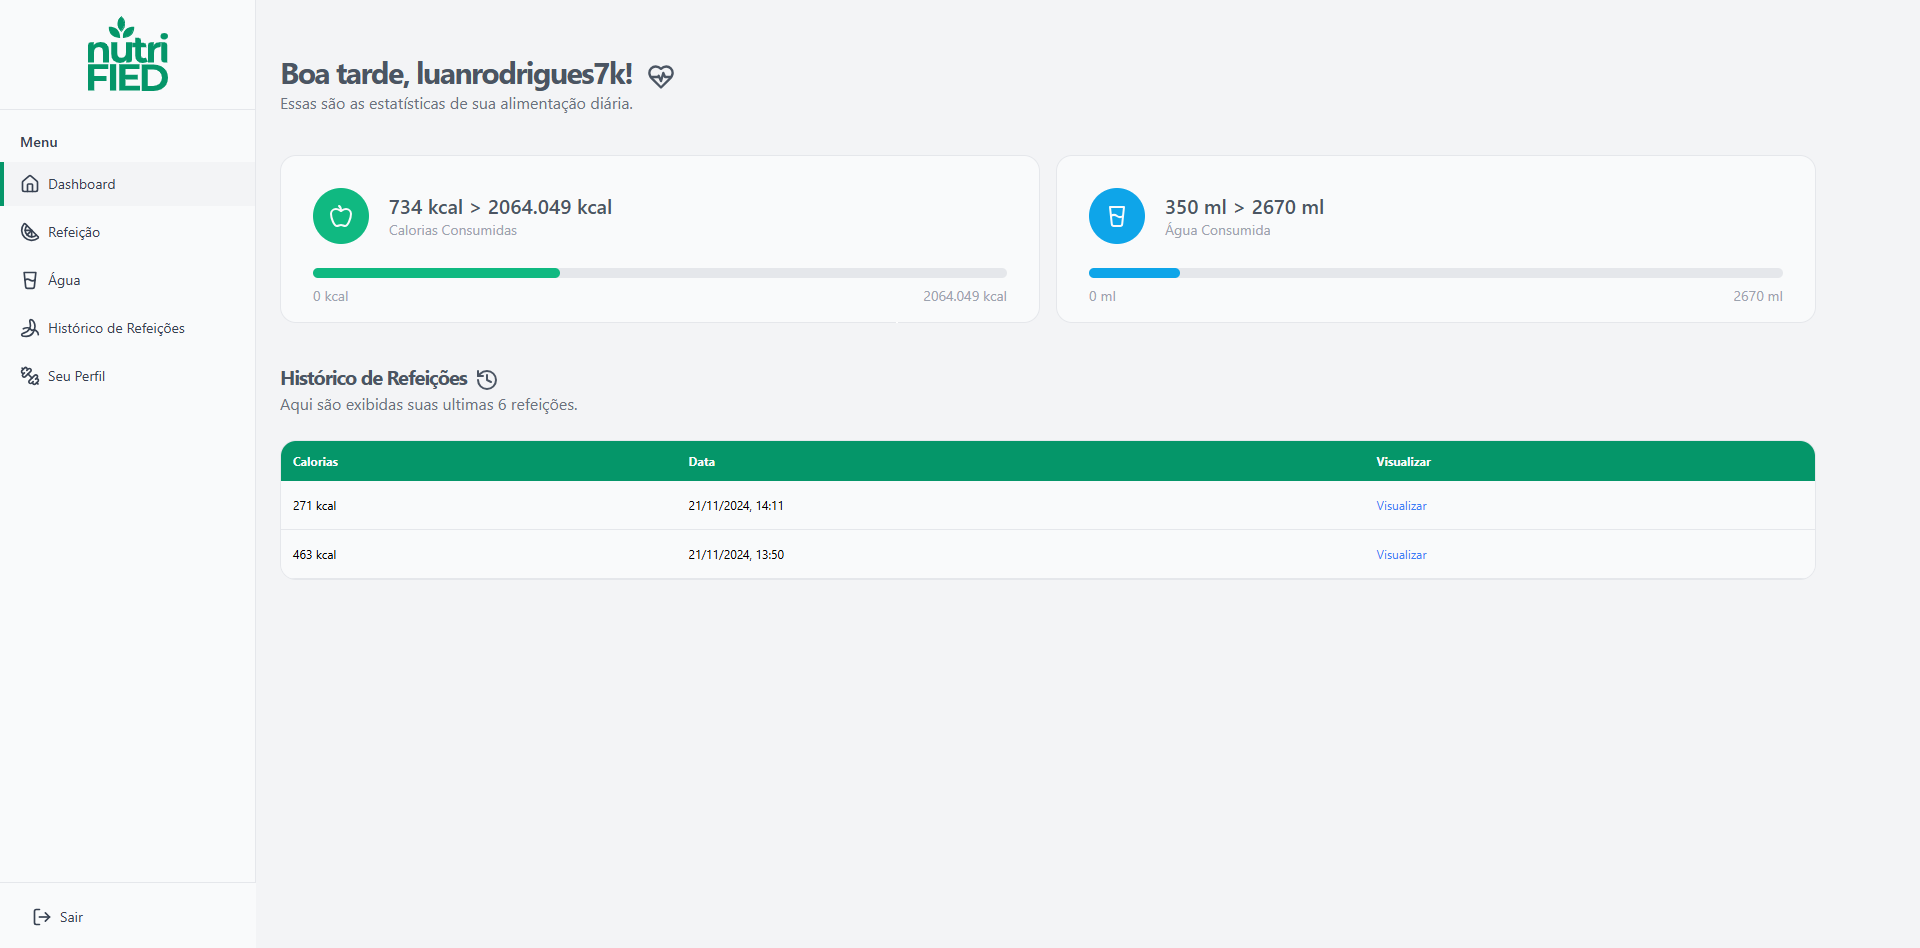 nutri
FIED
Menu
Dashboard
Refeição
Água
Histórico de Refeições
Seu Perfil
Sair
Boa tarde, luanrodrigues7k!
Essas são as estatísticas de sua alimentação diária.
734 kcal > 2064.049 kcal
Calorias Consumidas
0 kcal 2064.049 kcal
350 ml > 2670 ml
Água Consumida
0 ml 2670 ml
Histórico de Refeições
Aqui são exibidas suas ultimas 6 refeições.
Calorias Data Visualizar
271 kcal 21/11/2024, 14:11 Visualizar
463 kcal 21/11/2024, 13:50 Visualizar